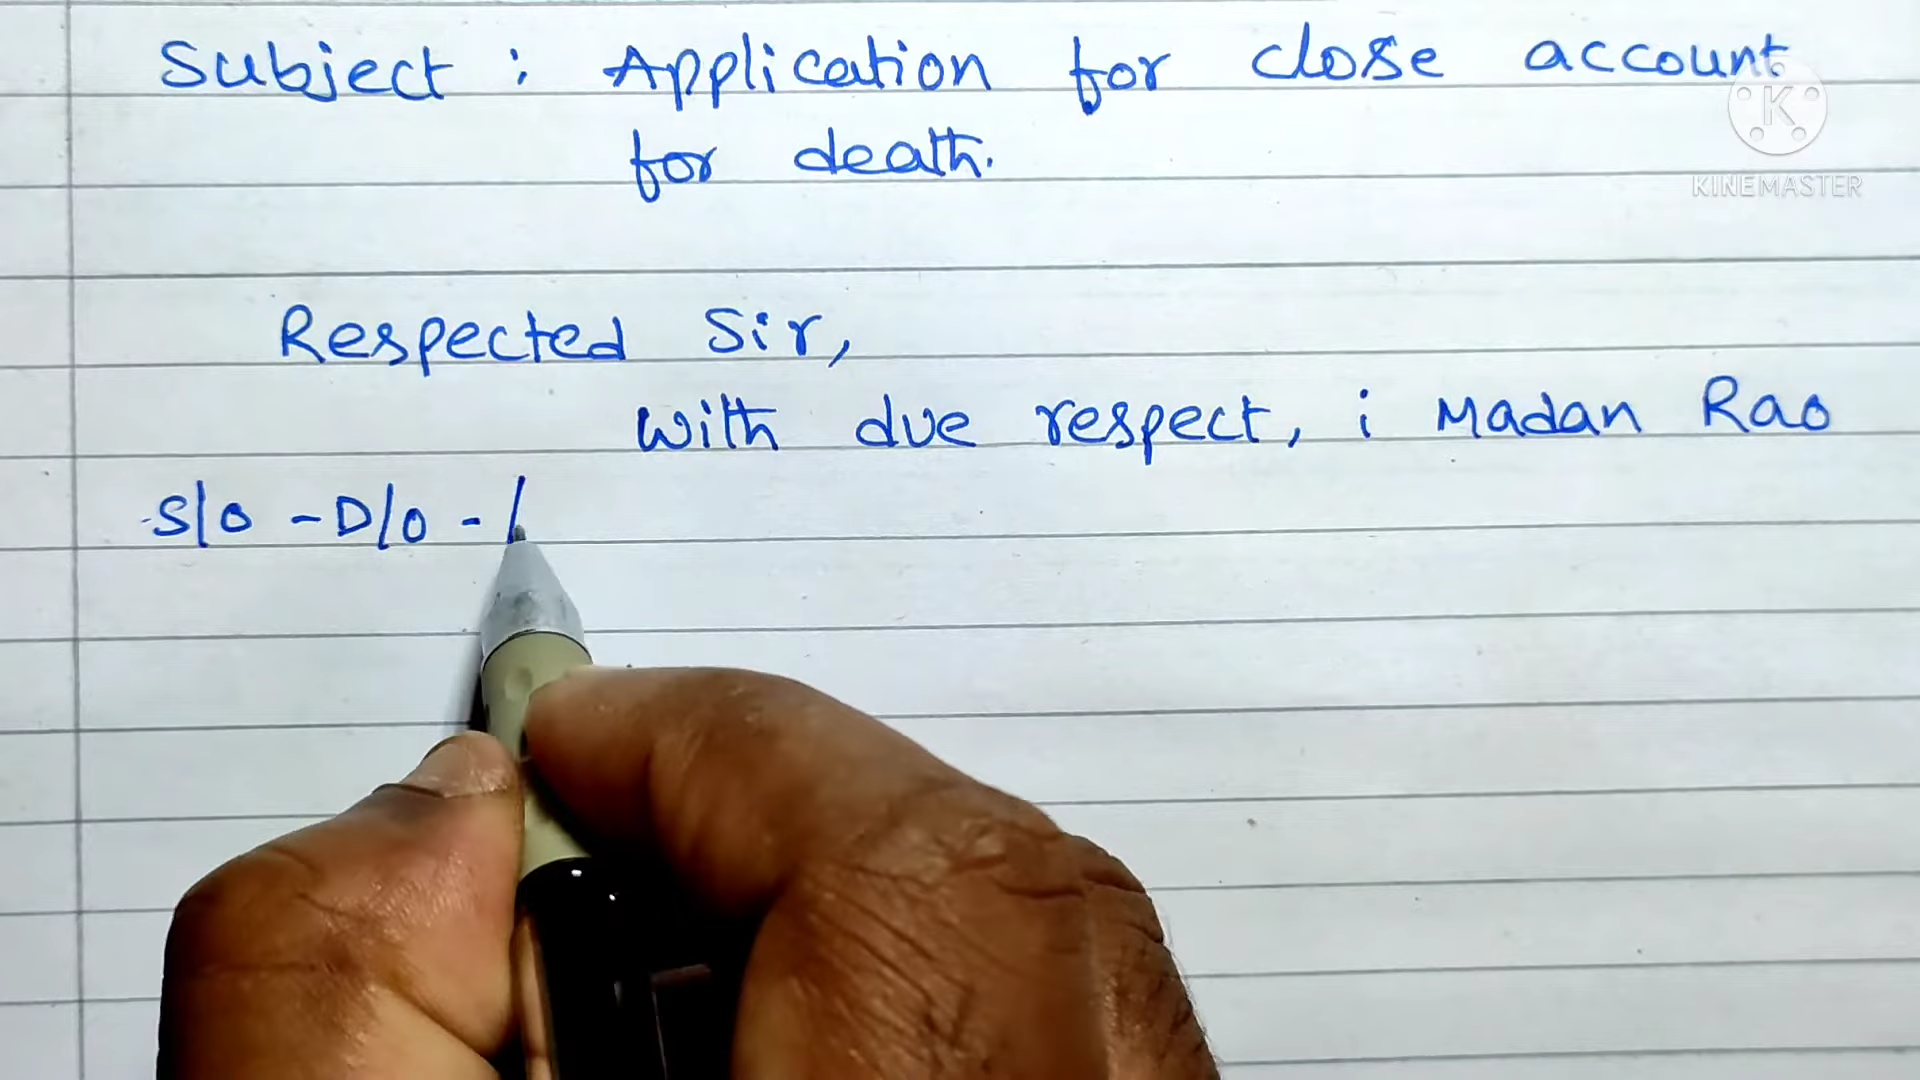 Subject : Application for close account
for death.
K
KINEMASTER
Respected Sir,
With due respect, i Madan Rao
S/o - D/o -